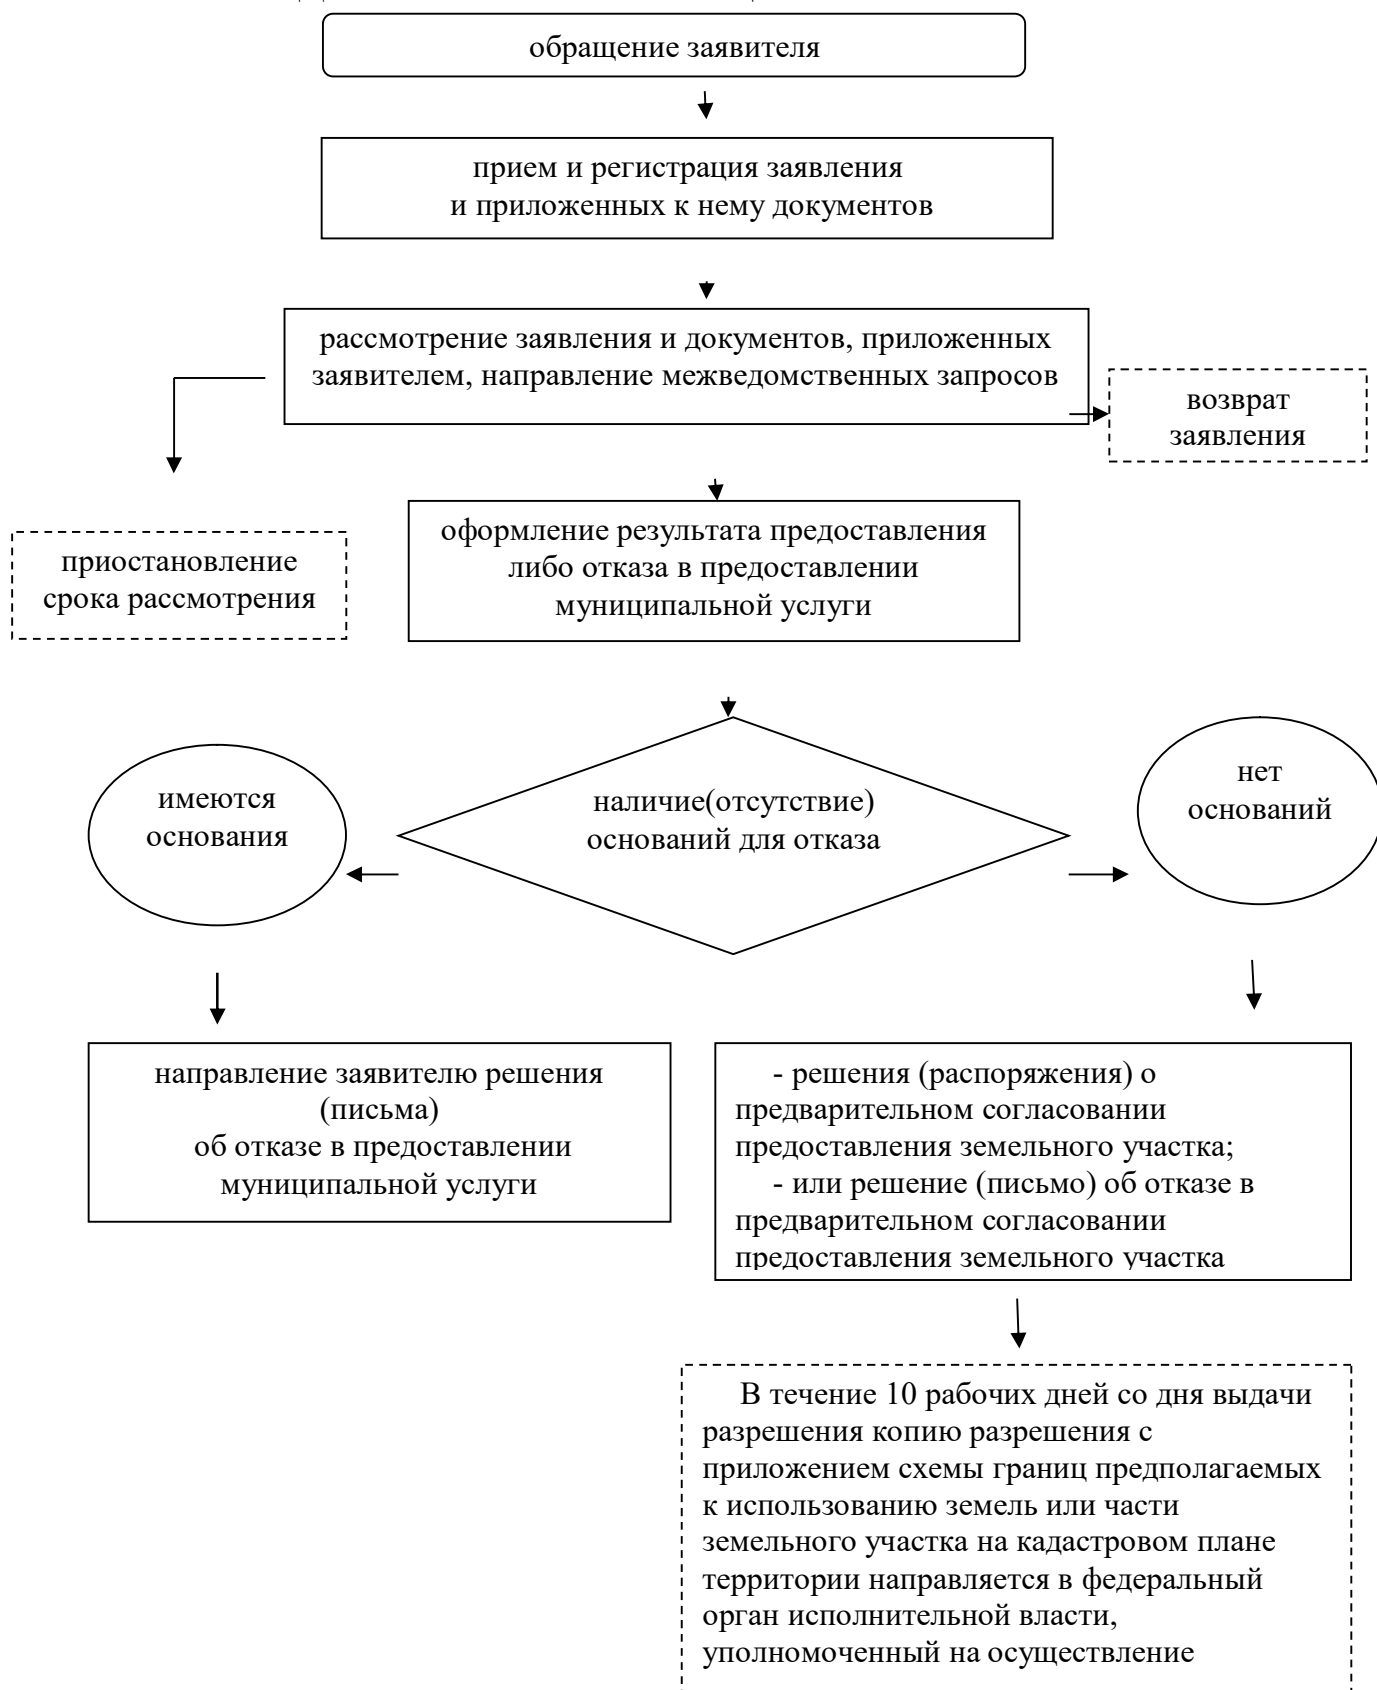 обращение заявителя
прием и регистрация заявления
и приложенных к нему документов
рассмотрение заявления и документов, приложенных
заявителем, направление межведомственных запросов
возврат
заявления
приостановление
срока рассмотрения
оформление результата предоставления
либо отказа в предоставлении
муниципальной услуги
имеются
основания
наличие(отсутствие)
оснований для отказа
нет
оснований
направление заявителю решения
(письма)
об отказе в предоставлении
муниципальной услуги
- решения (распоряжения) о
предварительном согласовании
предоставления земельного участка;
- или решение (письмо) об отказе в
предварительном согласовании
предоставления земельного участка
В течение 10 рабочих дней со дня выдачи
разрешения копию разрешения с
приложением схемы границ предполагаемых
к использованию земель или части
земельного участка на кадастровом плане
территории направляется в федеральный
орган исполнительной власти,
уполномоченный на осуществление